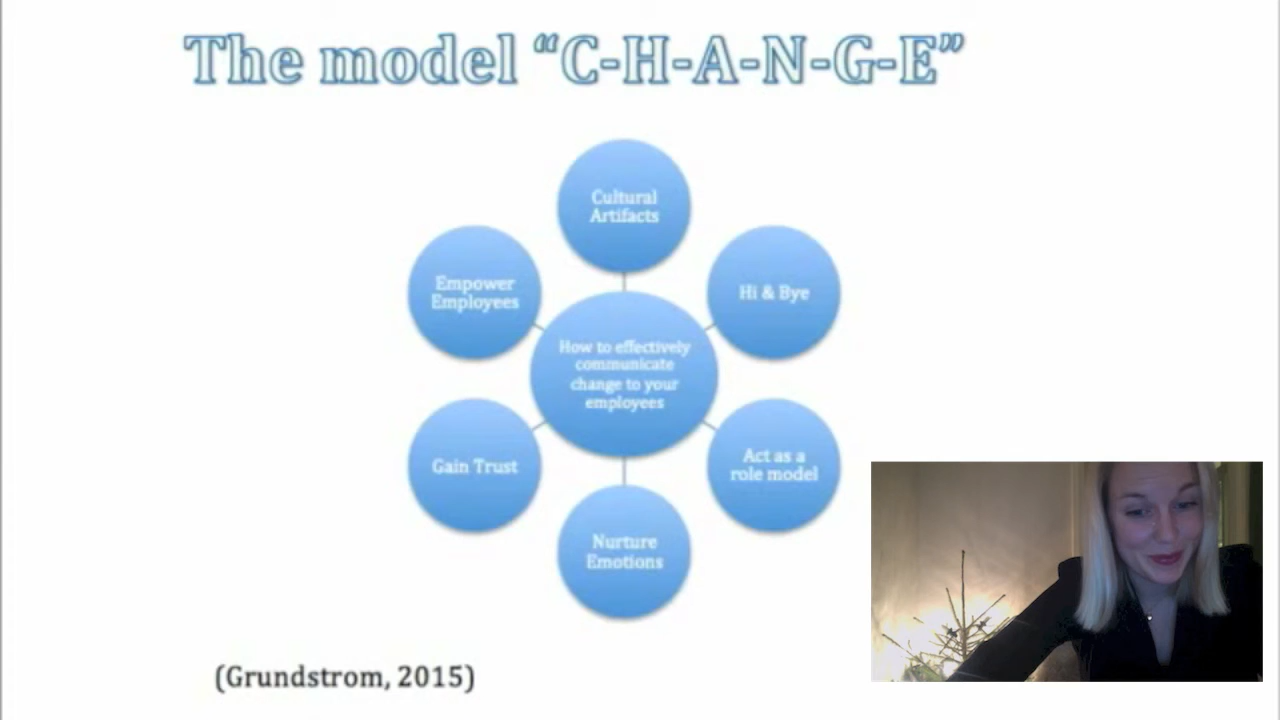 The model “C-H-A-N-G-E”
Cultural
Artifacts
Hi & Bye
Act as a
role model
Nurture
Emotions
Gain Trust
Empower
Employees
How to effectively
communicate
change to your
employees
(Grundstrom, 2015)